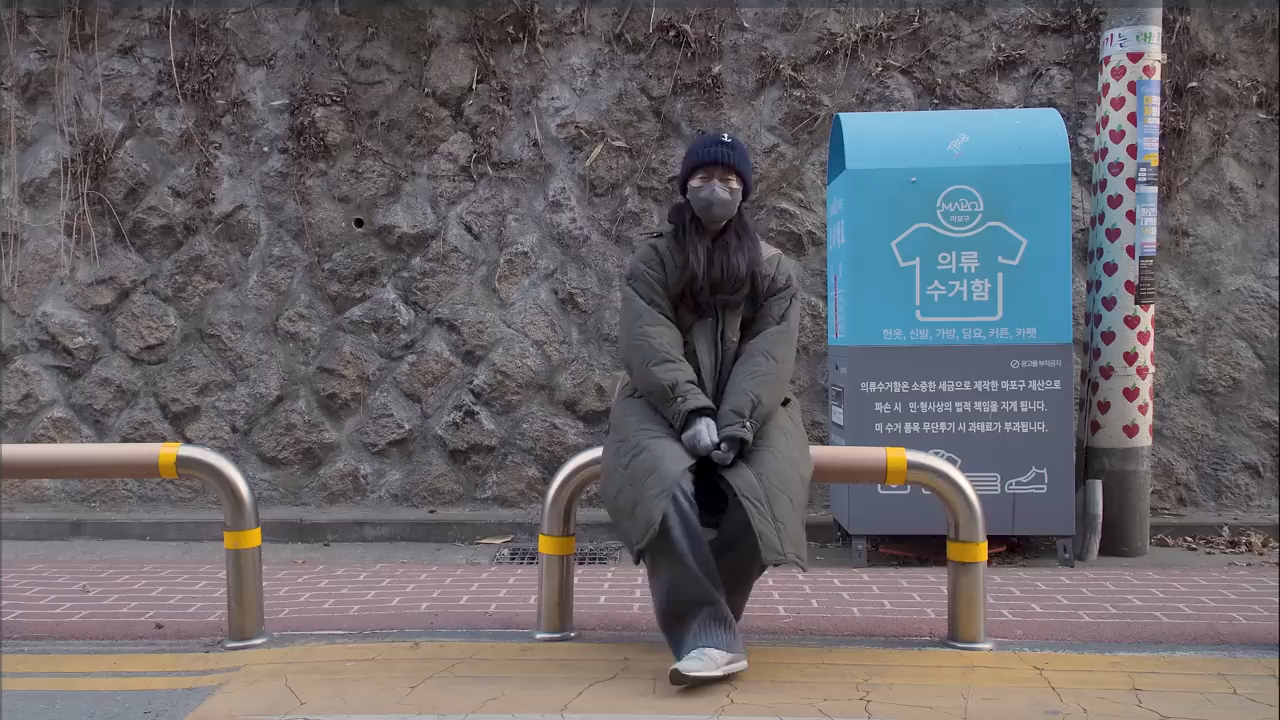 MAPO
마포구
의류
수거함
헌옷, 신발, 가방, 담요, 커튼, 카펫
광고물 부착금지
의류수거함은 소중한 세금으로 제작한 마포구 재산으로
파손 시 민·형사상의 법적 책임을 지게 됩니다.
미 수거 품목 무단투기 시 과태료가 부과됩니다.